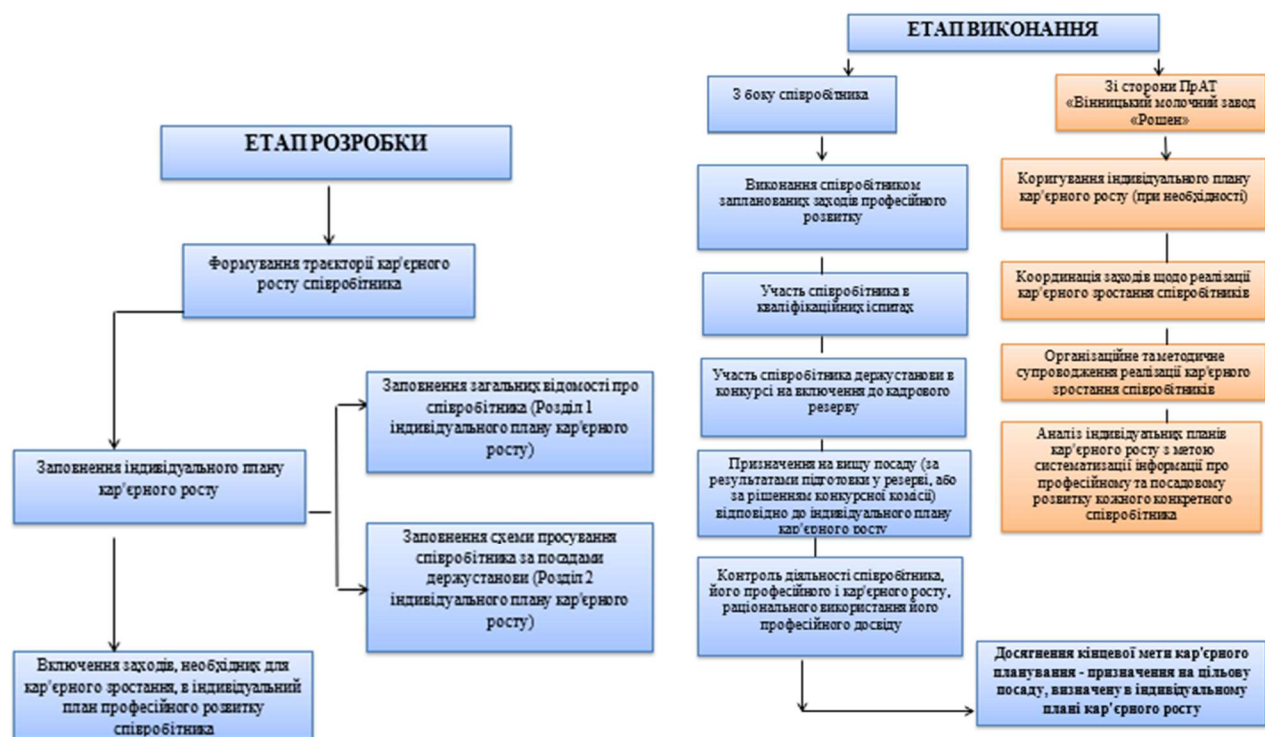 ЕТАП РОЗРОБКИ
Формування траєкторії кар'єрного
росту співробітника
Заповнення загальних відомості про
співробітника (Розділ 1
індивідуального плану кар'єрного
росту)
Заповнення індивідуального плану
кар'єрного росту
Заповнення схеми просування
співробітника за посадами
держустанови (Розділ 2
індивідуального плану кар'єрного
росту)
Включення заходів, необхідних для
кар'єрного зростання, в індивідуальний
план професійного розвитку
співробітника
ЕТАП ВИКОНАННЯ
З боку співробітника
Виконання співробітником
запланованих заходів професійного
розвитку
Участь співробітника в
кваліфікаційних іспитах
Участь співробітника держустанови в
конкурсі на включення до кадрового
резерву
Призначення на вищу посаду (за
результатами підготовки у резерві, або
за рішенням конкурсної комісії)
відповідно до індивідуального плану
кар'єрного росту
Контроль діяльності співробітника,
його професійного і кар'єрного росту,
раціонального використання його
професійного досвіду
Зі сторони ПрАТ
«Вінницький молочний завод
«Рошен»
Коригування індивідуального плану
кар'єрного росту (при необхідності)
Координація заходів щодо реалізації
кар'єрного зростання співробітників
Організаційне та методичне
супроводження реалізації кар'єрного
зростання співробітників
Аналіз індивідуальних планів
кар'єрного росту з метою
систематизації інформації про
професійному та посадовому
розвитку кожного конкретного
співробітника
Досягнення кінцевої мети кар'єрного
планування - призначення на цільову
посаду, визначену в індивідуальному
плані кар'єрного росту